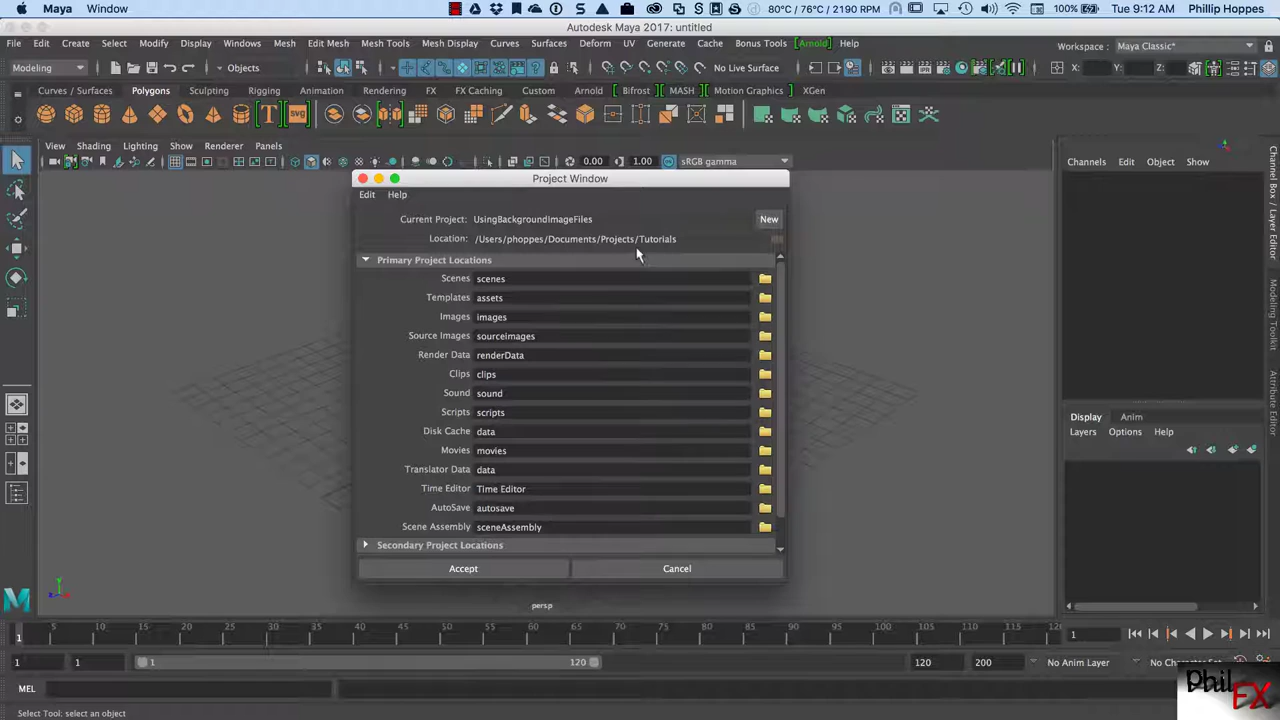 Maya Window 80°C / 76°C / 2190 RPM 100% Tue 9:12 AM Phillip Hoppes
Autodesk Maya 2017: untitled
File Edit Create Select Modify Display Windows Mesh Edit Mesh Mesh Tools Mesh Display Curves Surfaces Deform UV Generate Cache Bonus Tools Arnold Help Workspace : Maya Classic*
Modeling Objects No Live Surface X: Y: Z:
Curves / Surfaces Polygons Sculpting Rigging Animation Rendering FX FX Caching Custom Arnold Bifrost MASH Motion Graphics XGen
T svg
View Shading Lighting Show Renderer Panels
0.00 1.00 sRGB gamma
Channels Edit Object Show
Channel Box / Layer Editor
Modeling Toolkit
Attribute Editor
Project Window
Edit Help
Current Project: UsingBackgroundImageFiles New
Location: /Users/phoppes/Documents/Projects/Tutorials
Primary Project Locations
Scenes scenes
Templates assets
Images images
Source Images sourceimages
Render Data renderData
Clips clips
Sound sound
Scripts scripts
Disk Cache data
Movies movies
Translator Data data
Time Editor Time Editor
AutoSave autosave
Scene Assembly sceneAssembly
Secondary Project Locations
Accept Cancel
Display Anim
Layers Options Help
persp
1 5 10 15 20 25 30 35 40 45 50 55 60 65 70 75 80 85 90 95 100 105 110 115 1
1 1 1 120 120 200 No Anim Layer No Character Set
MEL
Select Tool: select an object
Phil FX